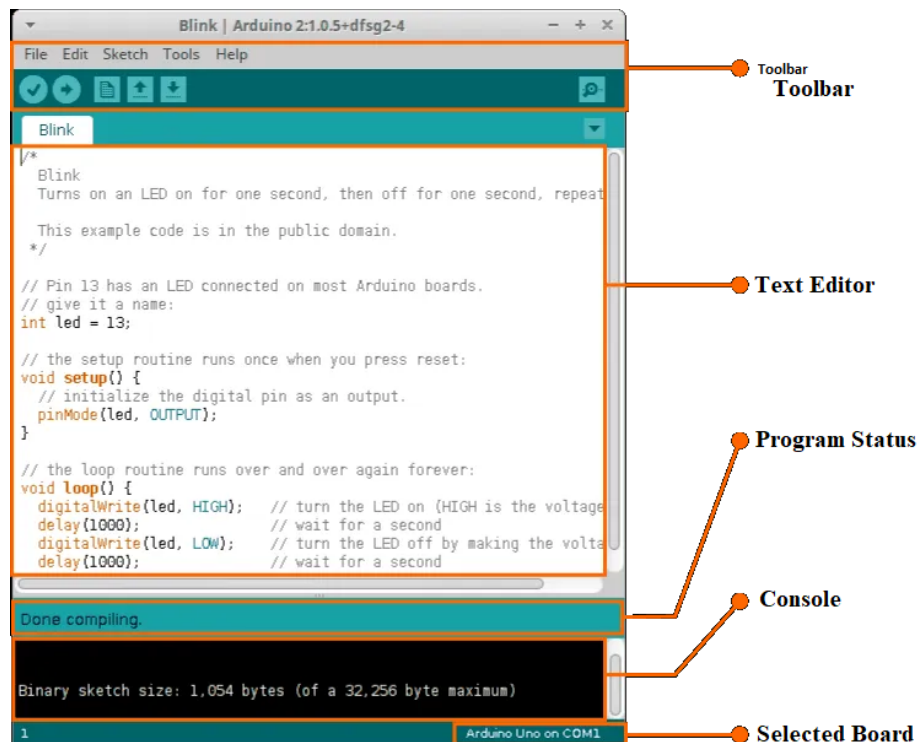 Blink | Arduino 2:1.0.5+dfsg2-4
File Edit Sketch Tools Help
Toolbar
Toolbar
Blink
/*
Blink
Turns on an LED on for one second, then off for one second, repeat
This example code is in the public domain.
*/
// Pin 13 has an LED connected on most Arduino boards.
// give it a name:
int led = 13;
// the setup routine runs once when you press reset:
void setup() {
// initialize the digital pin as an output.
pinMode(led, OUTPUT);
}
// the loop routine runs over and over again forever:
void loop() {
digitalWrite(led, HIGH); // turn the LED on (HIGH is the voltage
delay(1000); // wait for a second
digitalWrite(led, LOW); // turn the LED off by making the volta
delay(1000); // wait for a second
Text Editor
Program Status
Done compiling.
Console
Binary sketch size: 1,054 bytes (of a 32,256 byte maximum)
1
Arduino Uno on COM1
Selected Board